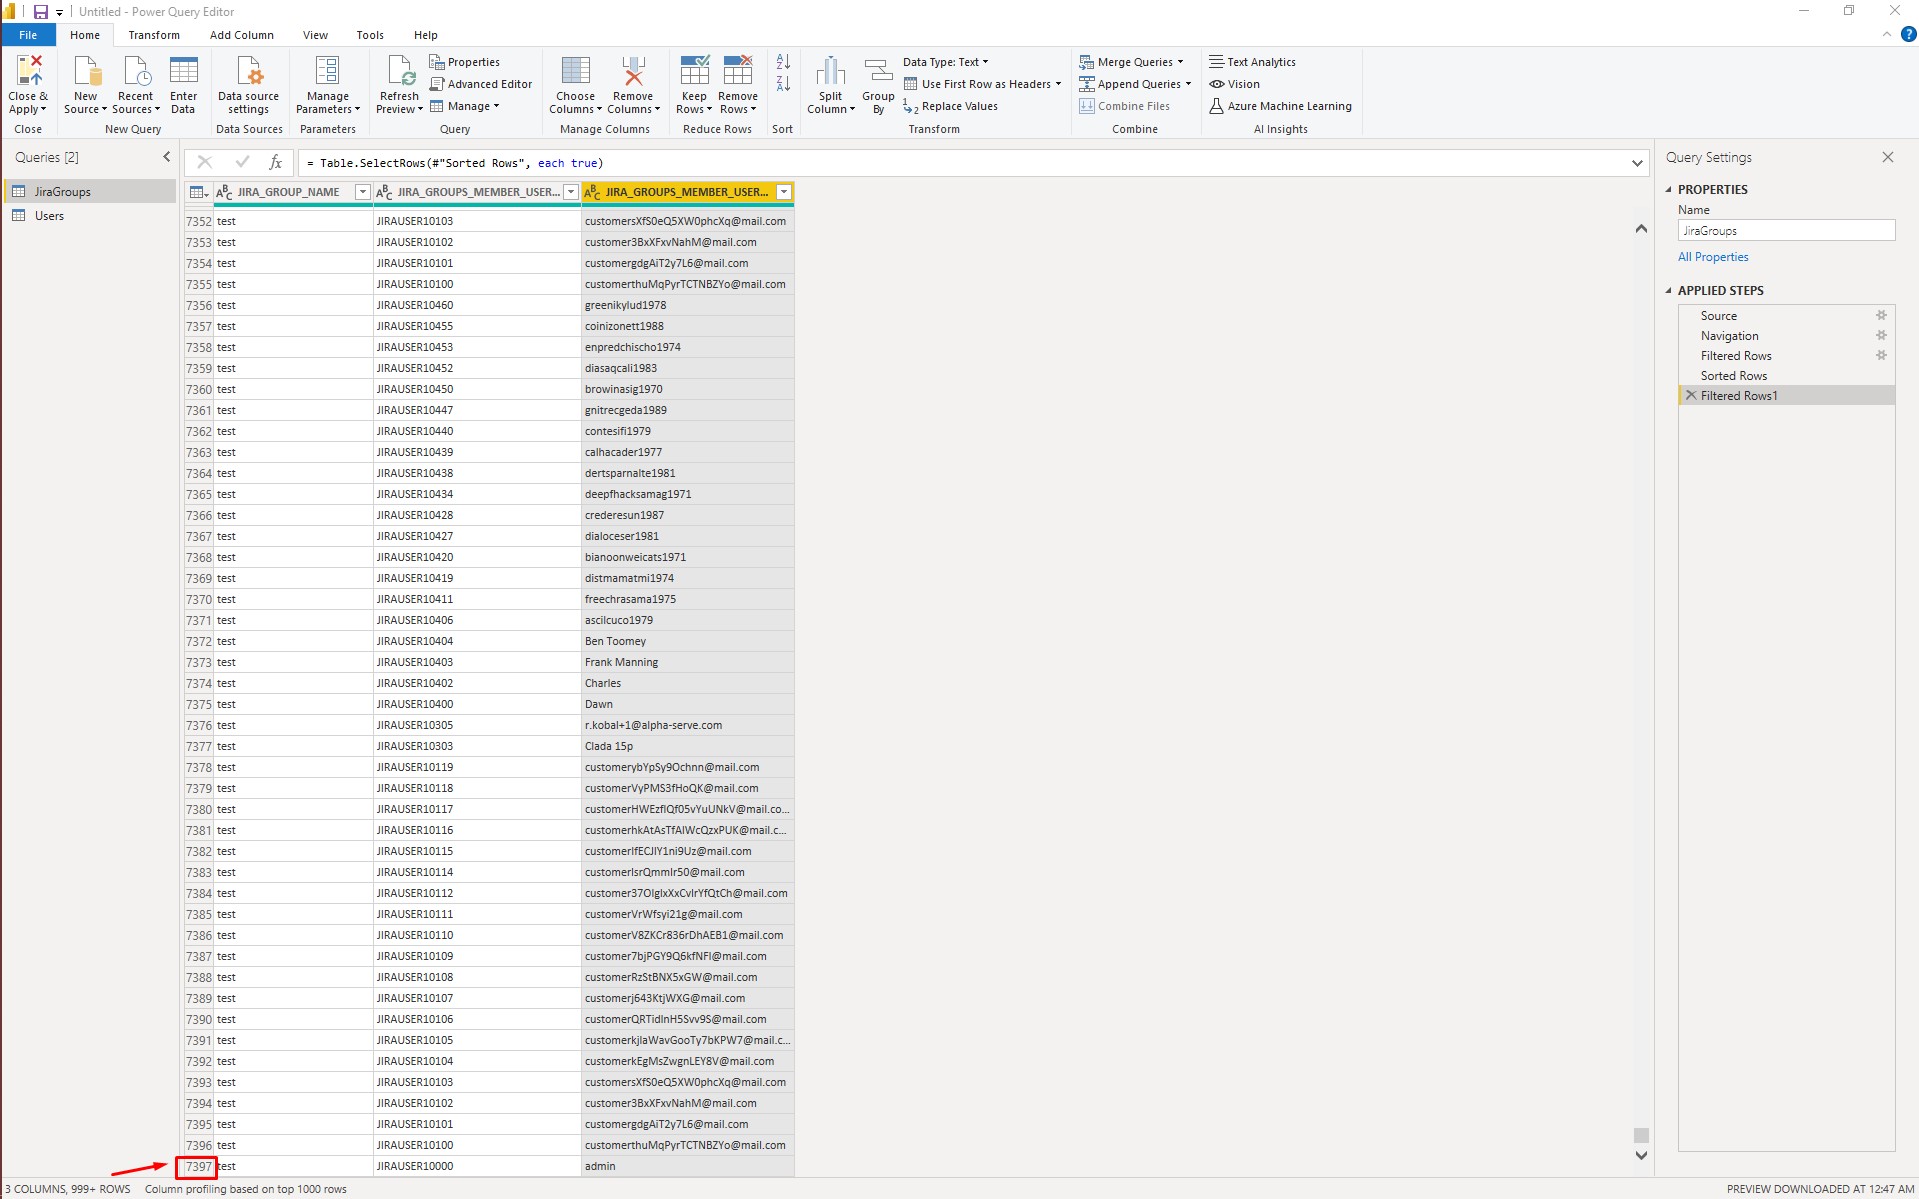 Untitled - Power Query Editor
File Home Transform Add Column View Tools Help
Close & Apply
New Source
Recent Sources
Enter Data
Data source settings
Manage Parameters
Refresh Preview
Properties
Advanced Editor
Manage
Choose Columns
Remove Columns
Keep Rows
Remove Rows
Split Column
Group By
Data Type: Text
Use First Row as Headers
Replace Values
Merge Queries
Append Queries
Combine Files
Text Analytics
Vision
Azure Machine Learning
Close New Query Data Sources Parameters Query Manage Columns Reduce Rows Sort Transform Combine AI Insights
Queries [2]
JiraGroups
Users
fx = Table.SelectRows(#"Sorted Rows", each true)
JIRA_GROUP_NAME JIRA_GROUPS_MEMBER_USER... JIRA_GROUPS_MEMBER_USER...
7352 test JIRAUSER10103 customersXfS0eQ5XW0phcXq@mail.com
7353 test JIRAUSER10102 customer3BxXFxvNahM@mail.com
7354 test JIRAUSER10101 customergdgAiT2y7L6@mail.com
7355 test JIRAUSER10100 customerthuMqPyrTCTNBZYo@mail.com
7356 test JIRAUSER10460 greenikylud1978
7357 test JIRAUSER10455 coinizonett1988
7358 test JIRAUSER10453 enpredchischo1974
7359 test JIRAUSER10452 diasaqcali1983
7360 test JIRAUSER10450 browinasig1970
7361 test JIRAUSER10447 gnitrecgeda1989
7362 test JIRAUSER10440 contesifi1979
7363 test JIRAUSER10439 calhacader1977
7364 test JIRAUSER10438 dertsparnalte1981
7365 test JIRAUSER10434 deepfhacksamag1971
7366 test JIRAUSER10428 crederesun1987
7367 test JIRAUSER10427 dialoceser1981
7368 test JIRAUSER10420 bianoonweicats1971
7369 test JIRAUSER10419 distmamatmi1974
7370 test JIRAUSER10411 freechrasama1975
7371 test JIRAUSER10406 ascilcuco1979
7372 test JIRAUSER10404 Ben Toomey
7373 test JIRAUSER10403 Frank Manning
7374 test JIRAUSER10402 Charles
7375 test JIRAUSER10400 Dawn
7376 test JIRAUSER10305 r.kobal+1@alpha-serve.com
7377 test JIRAUSER10303 Clada 15p
7378 test JIRAUSER10119 customerybYpSy9Ochnn@mail.com
7379 test JIRAUSER10118 customerVyPMS3fHoQK@mail.com
7380 test JIRAUSER10117 customerHWEzfIQf05vYuUNkV@mail.co...
7381 test JIRAUSER10116 customerhkAtAsTfAIWcQzxPUK@mail.c...
7382 test JIRAUSER10115 customerIfECJIY1ni9Uz@mail.com
7383 test JIRAUSER10114 customerIsrQmmIr50@mail.com
7384 test JIRAUSER10112 customer37OIgIxXxCvIrYfQtCh@mail.com
7385 test JIRAUSER10111 customerVrWfsyi21g@mail.com
7386 test JIRAUSER10110 customerV8ZKCr836rDhAEB1@mail.com
7387 test JIRAUSER10109 customer7bjPGY9Q6kfNFI@mail.com
7388 test JIRAUSER10108 customerRzStBNX5xGW@mail.com
7389 test JIRAUSER10107 customerj643KtjWXG@mail.com
7390 test JIRAUSER10106 customerQRTidInH5Svv9S@mail.com
7391 test JIRAUSER10105 customerkjIaWavGooTy7bKPW7@mail.c...
7392 test JIRAUSER10104 customerkEgMsZwgnLEY8V@mail.com
7393 test JIRAUSER10103 customersXfS0eQ5XW0phcXq@mail.com
7394 test JIRAUSER10102 customer3BxXFxvNahM@mail.com
7395 test JIRAUSER10101 customergdgAiT2y7L6@mail.com
7396 test JIRAUSER10100 customerthuMqPyrTCTNBZYo@mail.com
7397 test JIRAUSER10000 admin
Query Settings
PROPERTIES
Name
JiraGroups
All Properties
APPLIED STEPS
Source
Navigation
Filtered Rows
Sorted Rows
Filtered Rows1
3 COLUMNS, 999+ ROWS Column profiling based on top 1000 rows
PREVIEW DOWNLOADED AT 12:47 AM